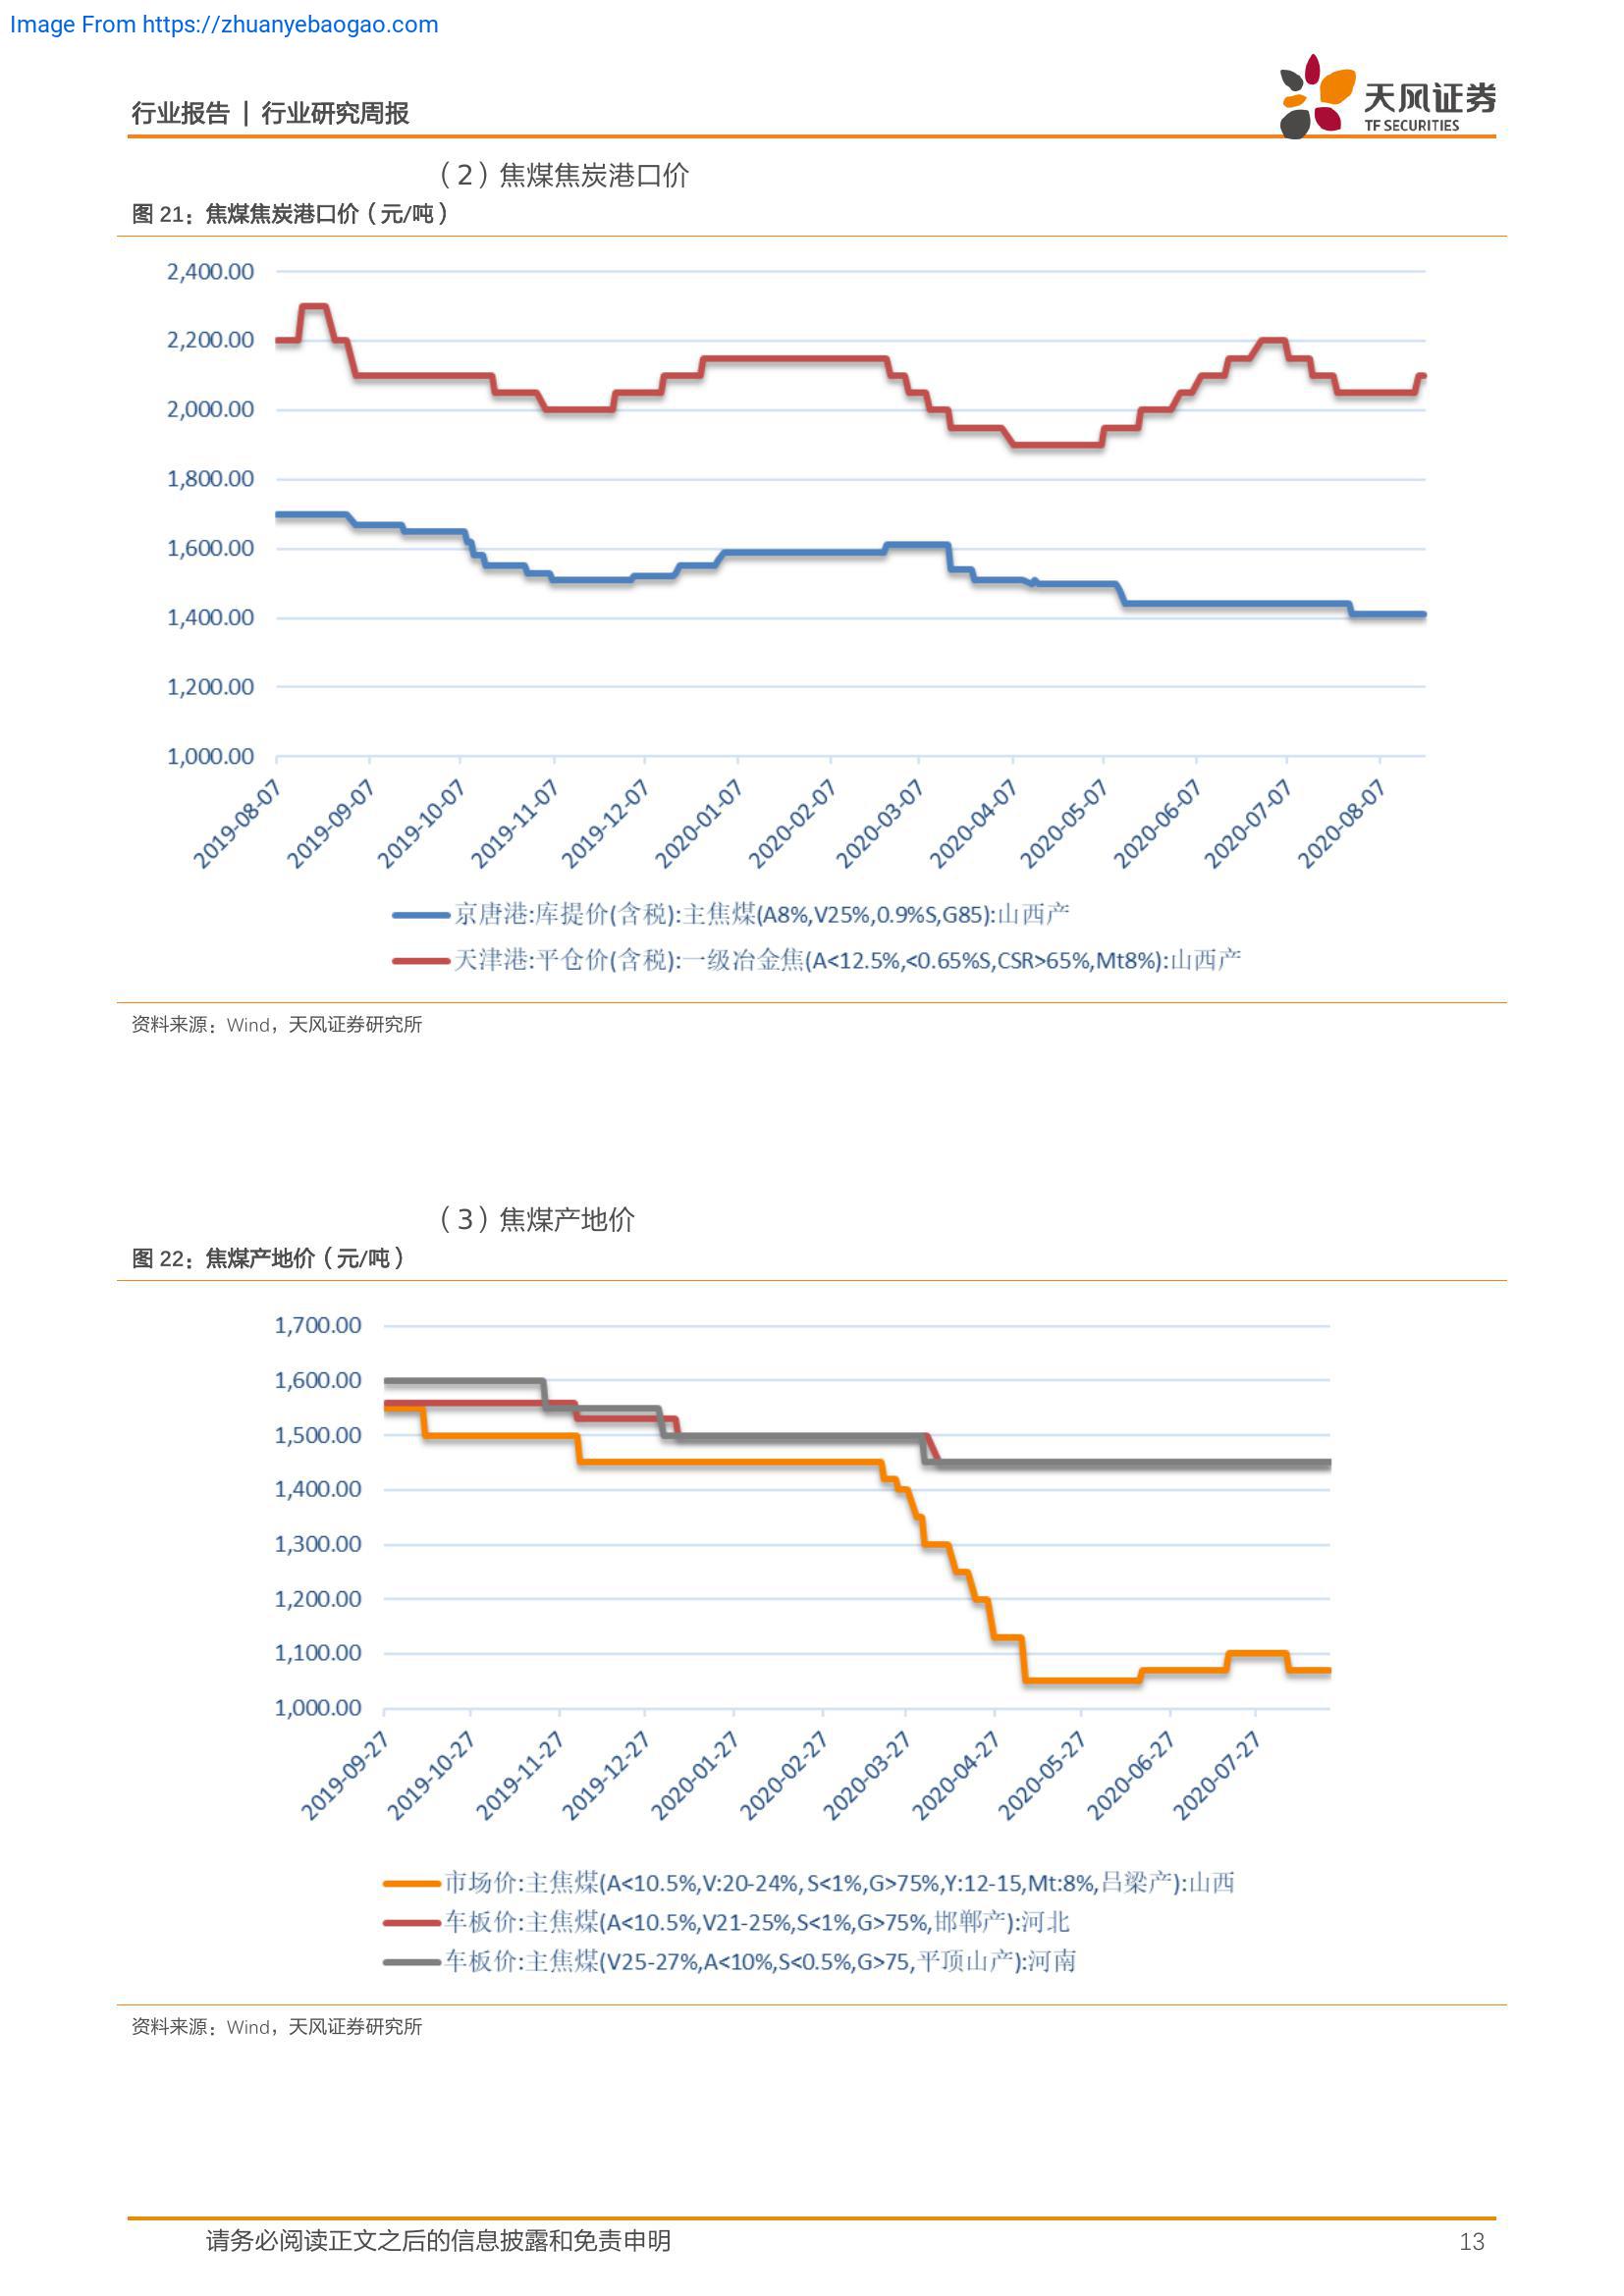 Image From https://zhuanyebaogao.com
行业报告 | 行业研究周报
天风证券
TF SECURITIES
（2）焦煤焦炭港口价
图 21：焦煤焦炭港口价（元/吨）
2,400.00
2,200.00
2,000.00
1,800.00
1,600.00
1,400.00
1,200.00
1,000.00
2019-08-07
2019-09-07
2019-10-07
2019-11-07
2019-12-07
2020-01-07
2020-02-07
2020-03-07
2020-04-07
2020-05-07
2020-06-07
2020-07-07
2020-08-07
京唐港:库提价(含税):主焦煤(A8%,V25%,0.9%S,G85):山西产
天津港:平仓价(含税):一级冶金焦(A<12.5%,<0.65%S,CSR>65%,Mt8%):山西产
资料来源：Wind，天风证券研究所
（3）焦煤产地价
图 22：焦煤产地价（元/吨）
1,700.00
1,600.00
1,500.00
1,400.00
1,300.00
1,200.00
1,100.00
1,000.00
2019-09-27
2019-10-27
2019-11-27
2019-12-27
2020-01-27
2020-02-27
2020-03-27
2020-04-27
2020-05-27
2020-06-27
2020-07-27
市场价:主焦煤(A<10.5%,V:20-24%,S<1%,G>75%,Y:12-15,Mt:8%,吕梁产):山西
车板价:主焦煤(A<10.5%,V21-25%,S<1%,G>75%,邯郸产):河北
车板价:主焦煤(V25-27%,A<10%,S<0.5%,G>75,平顶山产):河南
资料来源：Wind，天风证券研究所
请务必阅读正文之后的信息披露和免责申明
13